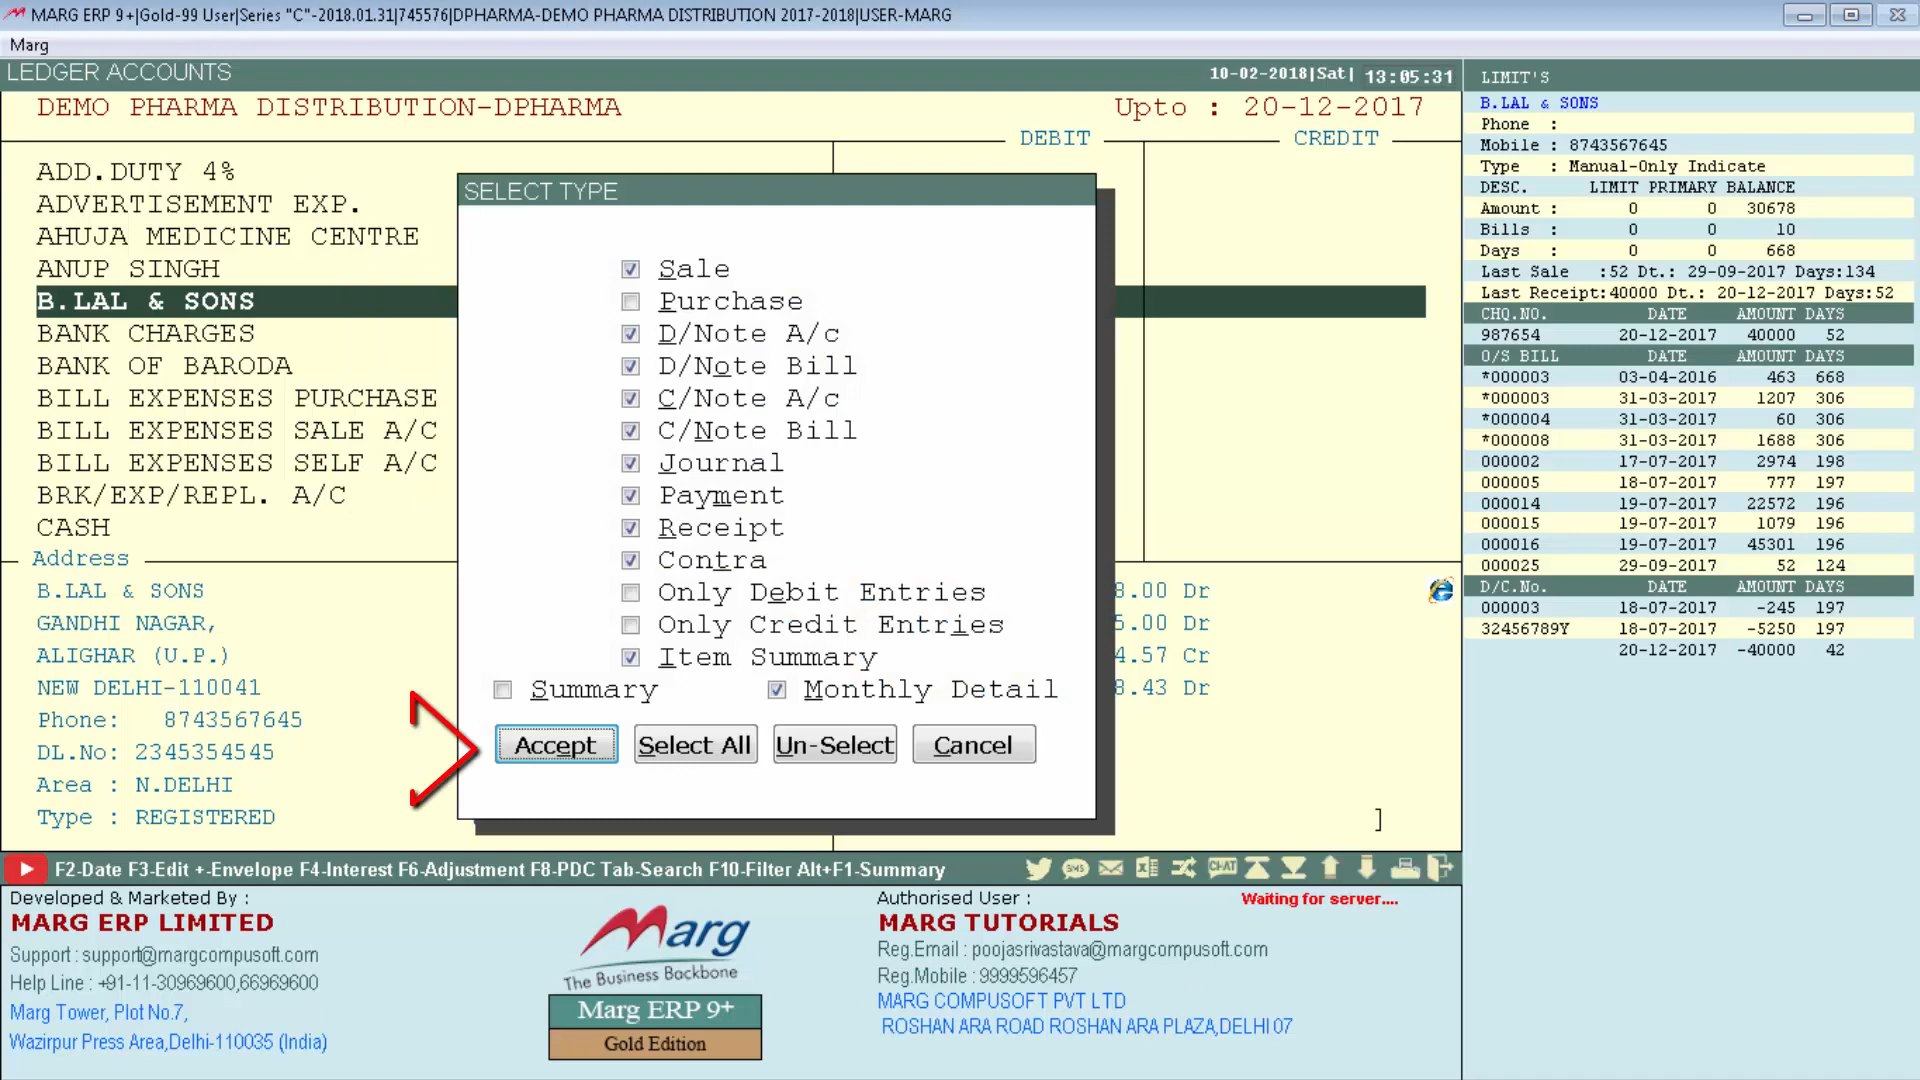 MARG ERP 9+|Gold-99 User|Series "C"-2018.01.31|745576|DPHARMA-DEMO PHARMA DISTRIBUTION 2017-2018|USER-MARG
Marg
LEDGER ACCOUNTS
10-02-2018|Sat| 13:05:31
DEMO PHARMA DISTRIBUTION-DPHARMA
Upto : 20-12-2017
DEBIT CREDIT
ADD.DUTY 4%
ADVERTISEMENT EXP.
AHUJA MEDICINE CENTRE
ANUP SINGH
B.LAL & SONS
BANK CHARGES
BANK OF BARODA
BILL EXPENSES PURCHASE
BILL EXPENSES SALE A/C
BILL EXPENSES SELF A/C
BRK/EXP/REPL. A/C
CASH
Address
B.LAL & SONS
GANDHI NAGAR,
ALIGHAR (U.P.)
NEW DELHI-110041
Phone: 8743567645
DL.No: 2345354545
Area : N.DELHI
Type : REGISTERED
SELECT TYPE
Sale
Purchase
D/Note A/c
D/Note Bill
C/Note A/c
C/Note Bill
Journal
Payment
Receipt
Contra
Only Debit Entries
Only Credit Entries
Item Summary
Summary Monthly Detail
Accept Select All Un-Select Cancel
8.00 Dr
5.00 Dr
4.57 Cr
8.43 Dr
]
LIMIT'S
B.LAL & SONS
Phone :
Mobile : 8743567645
Type : Manual-Only Indicate
DESC. LIMIT PRIMARY BALANCE
Amount : 0 0 30678
Bills : 0 0 10
Days : 0 0 668
Last Sale :52 Dt.: 29-09-2017 Days:134
Last Receipt:40000 Dt.: 20-12-2017 Days:52
CHQ.NO. DATE AMOUNT DAYS
987654 20-12-2017 40000 52
O/S BILL DATE AMOUNT DAYS
*000003 03-04-2016 463 668
*000003 31-03-2017 1207 306
*000004 31-03-2017 60 306
*000008 31-03-2017 1688 306
000002 17-07-2017 2974 198
000005 18-07-2017 777 197
000014 19-07-2017 22572 196
000015 19-07-2017 1079 196
000016 19-07-2017 45301 196
000025 29-09-2017 52 124
D/C.No. DATE AMOUNT DAYS
000003 18-07-2017 -245 197
32456789Y 18-07-2017 -5250 197
20-12-2017 -40000 42
F2-Date F3-Edit +-Envelope F4-Interest F6-Adjustment F8-PDC Tab-Search F10-Filter Alt+F1-Summary
SMS
CHAT
Developed & Marketed By :
MARG ERP LIMITED
Support : support@margcompusoft.com
Help Line : +91-11-30969600,66969600
Marg Tower, Plot No.7,
Wazirpur Press Area,Delhi-110035 (India)
Marg
The Business Backbone
Marg ERP 9+
Gold Edition
Authorised User :
Waiting for server....
MARG TUTORIALS
Reg.Email : poojasrivastava@margcompusoft.com
Reg.Mobile : 9999596457
MARG COMPUSOFT PVT LTD
ROSHAN ARA ROAD ROSHAN ARA PLAZA,DELHI 07